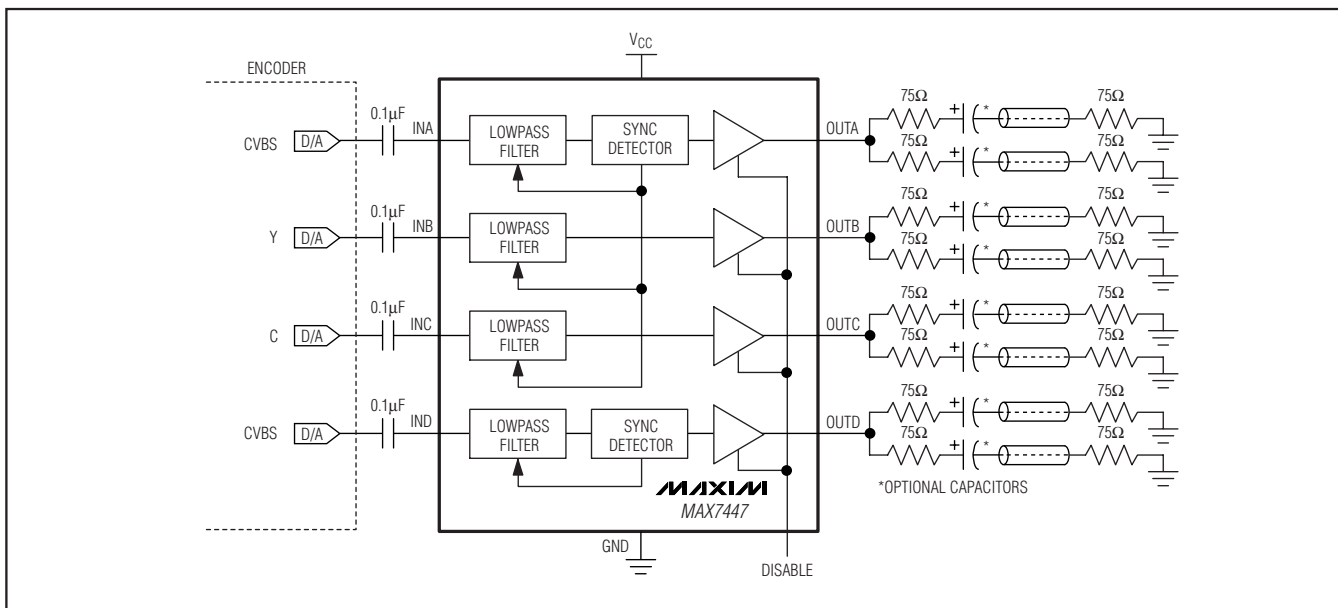 VCC
ENCODER
CVBS D/A 0.1µF INA LOWPASS FILTER SYNC DETECTOR OUTA 75Ω + * 75Ω
75Ω + * 75Ω
Y D/A 0.1µF INB LOWPASS FILTER OUTB 75Ω + * 75Ω
75Ω + * 75Ω
C D/A 0.1µF INC LOWPASS FILTER OUTC 75Ω + * 75Ω
75Ω + * 75Ω
CVBS D/A 0.1µF IND LOWPASS FILTER SYNC DETECTOR OUTD 75Ω + * 75Ω
75Ω + * 75Ω
MAXIM
MAX7447
*OPTIONAL CAPACITORS
GND
DISABLE